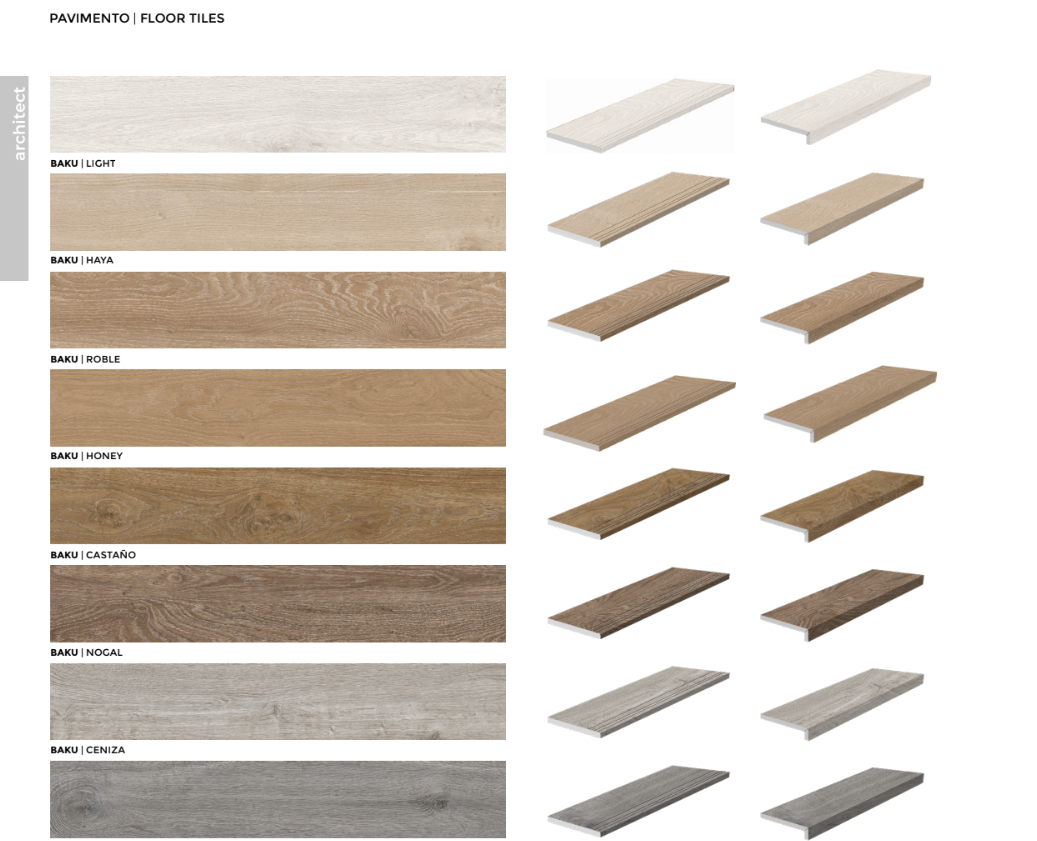 PAVIMENTO | FLOOR TILES
architect
BAKU | LIGHT
BAKU | HAYA
BAKU | ROBLE
BAKU | HONEY
BAKU | CASTAÑO
BAKU | NOGAL
BAKU | CENIZA